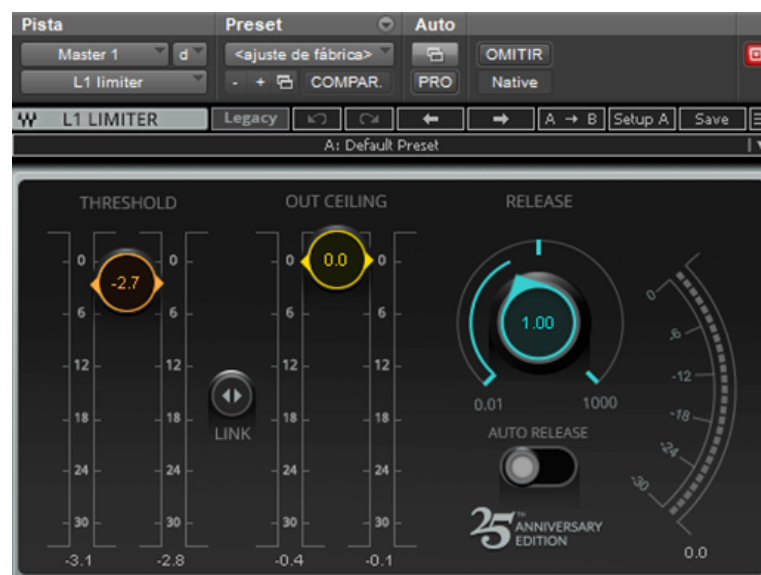 Pista Preset Auto
Master 1 d <ajuste de fábrica> OMITIR
L1 limiter - + COMPAR. PRO Native
L1 LIMITER Legacy A → B Setup A Save
A: Default Preset
THRESHOLD OUT CEILING RELEASE
0 0 0 0
-2.7 0.0
6 6 6 6
1.00
12 12 12 12
0.01 1000
18 18 18 18
LINK AUTO RELEASE
24 24 24 24
30 30 30 30
-3.1 -2.8 -0.4 -0.1
25TH ANNIVERSARY
EDITION
0
-6
-12
-18
-24
-30
0.0